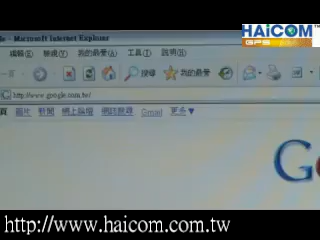 HAICOM
GPS
le - Microsoft Internet Explorer
編輯(E) 檢視(V) 我的最愛(A) 工具(T) 說明(H)
搜尋 我的最愛
http://www.google.com.tw/
頁 圖片 新聞 網上論壇 網誌搜尋 Gmail 更多▼
G
http://www.haicom.com.tw